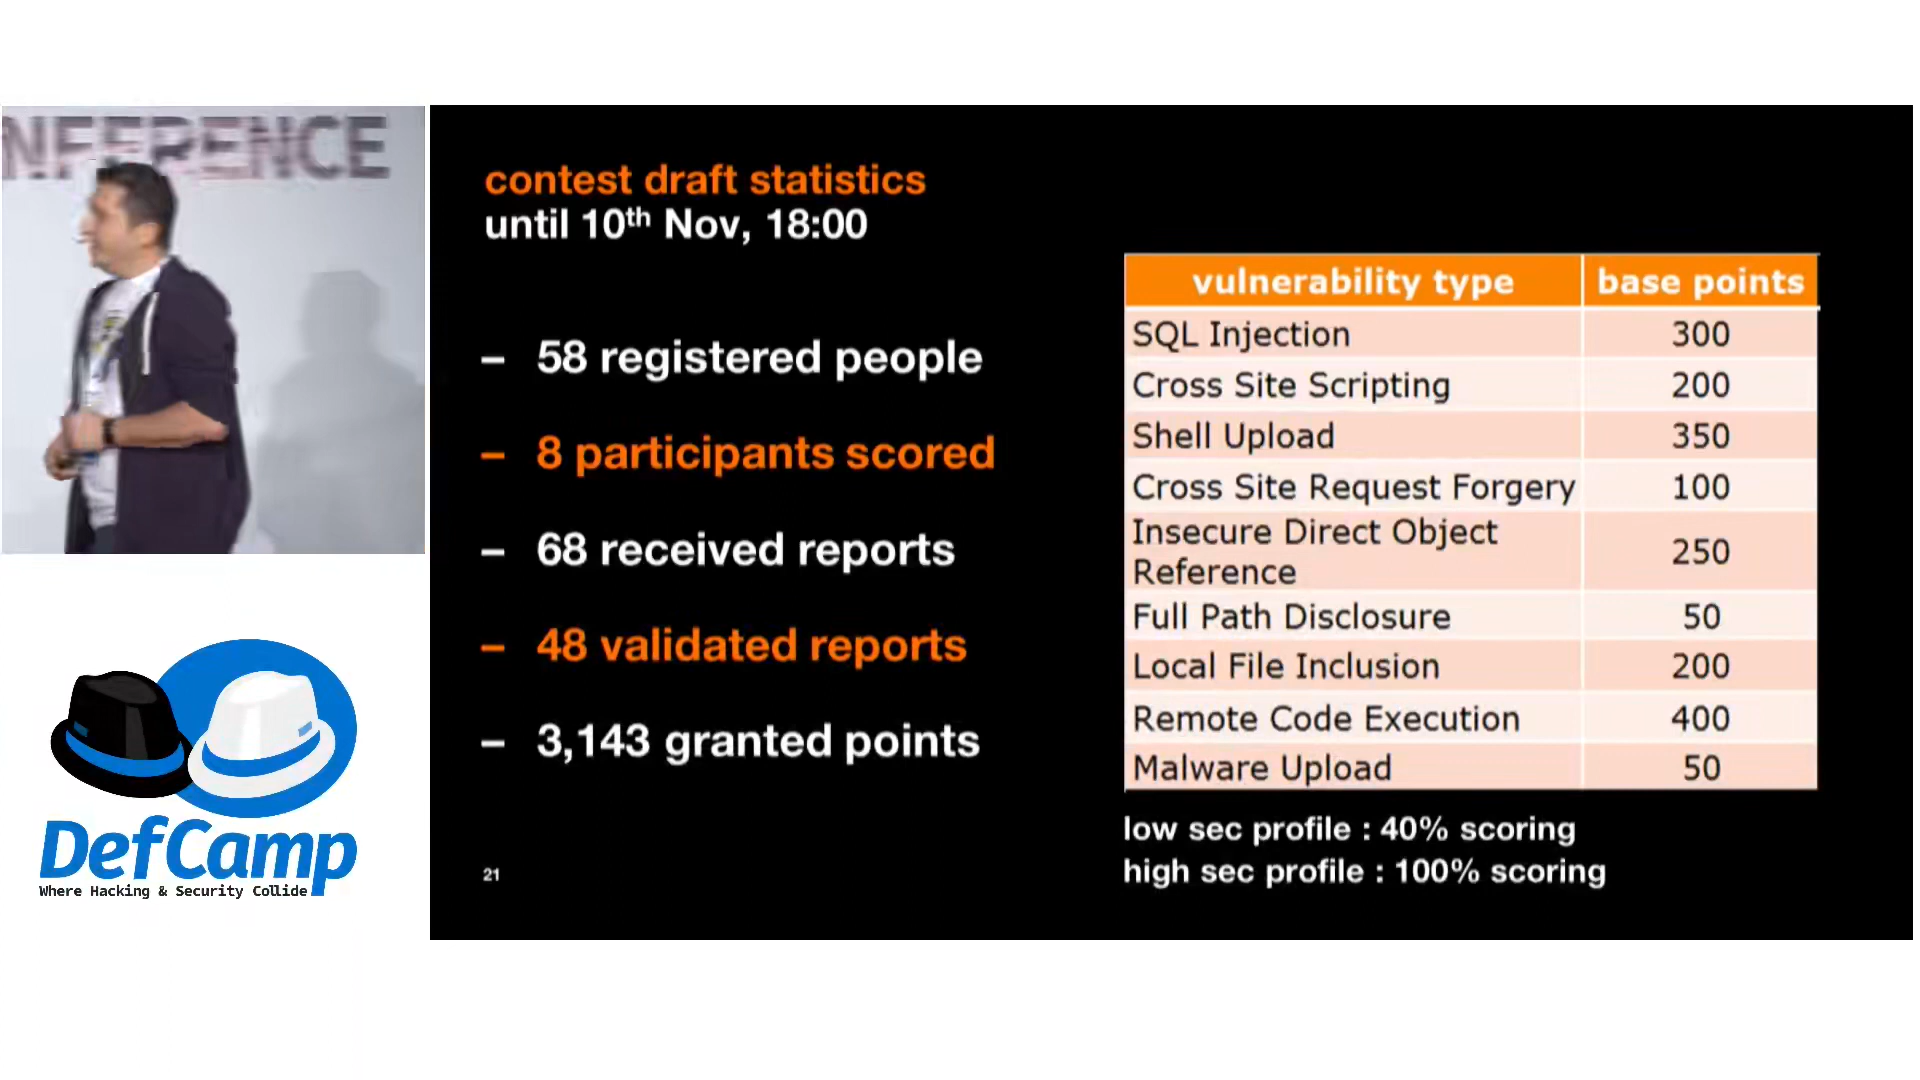 NFERENCE
contest draft statistics
until 10th Nov, 18:00
– 58 registered people
– 8 participants scored
– 68 received reports
– 48 validated reports
– 3,143 granted points
21
vulnerability type base points
SQL Injection 300
Cross Site Scripting 200
Shell Upload 350
Cross Site Request Forgery 100
Insecure Direct Object
Reference 250
Full Path Disclosure 50
Local File Inclusion 200
Remote Code Execution 400
Malware Upload 50
low sec profile : 40% scoring
high sec profile : 100% scoring
DefCamp
Where Hacking & Security Collide